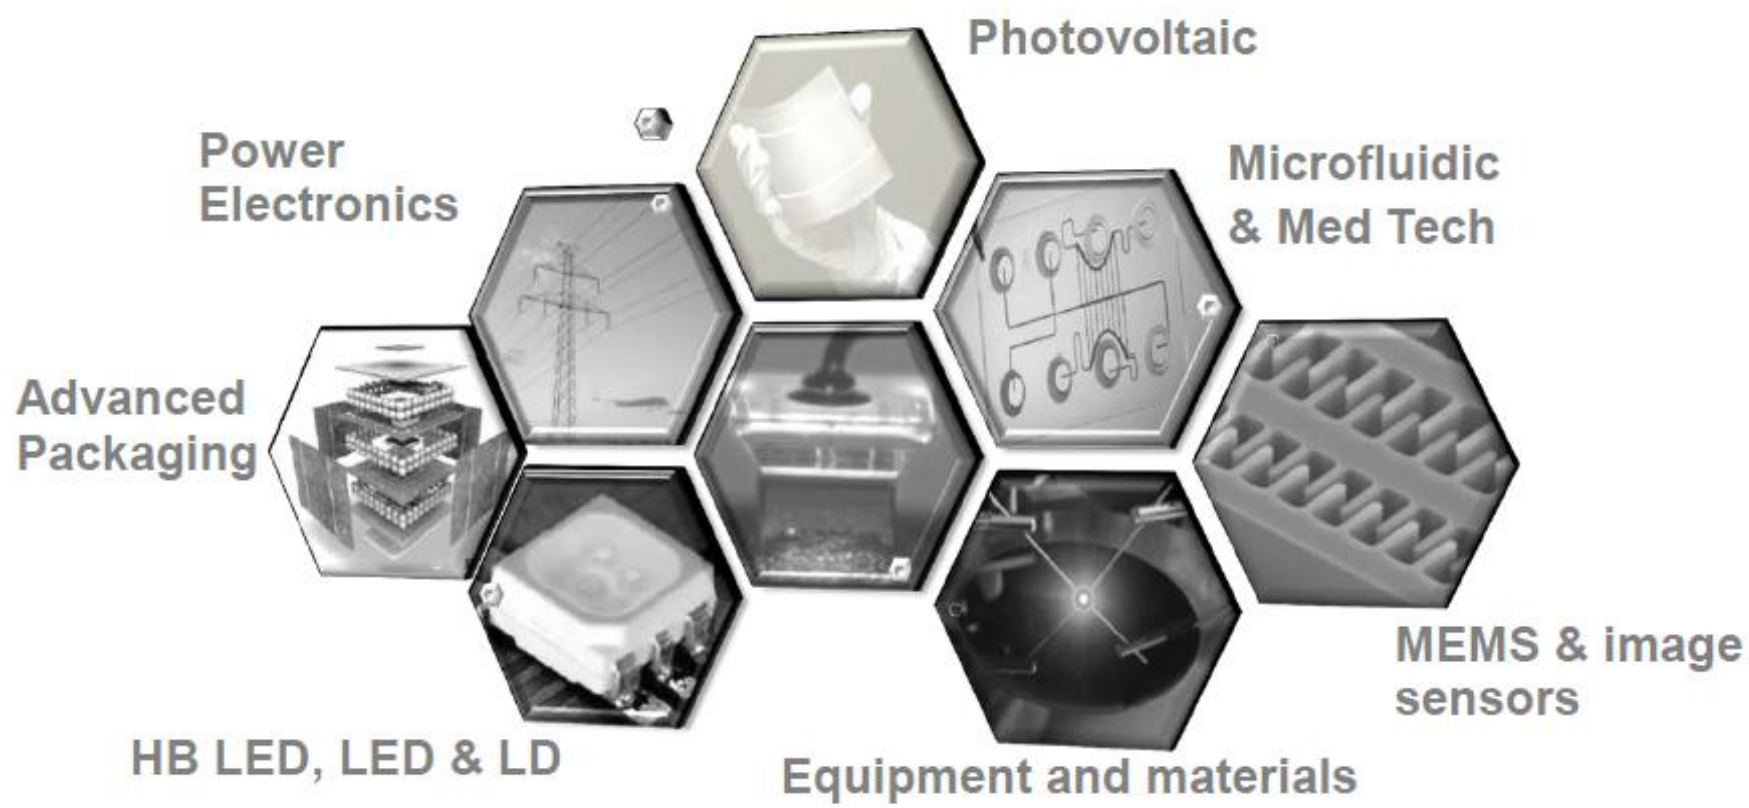 Photovoltaic
Power
Electronics
Microfluidic
& Med Tech
Advanced
Packaging
MEMS & image
sensors
HB LED, LED & LD
Equipment and materials